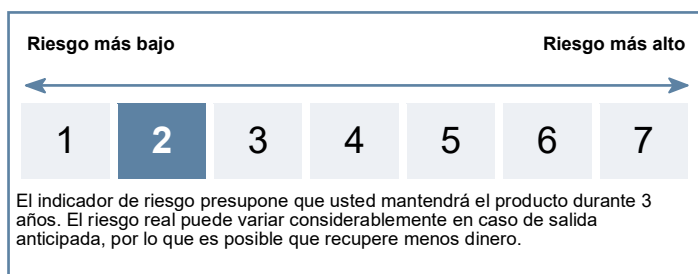 Riesgo más bajo Riesgo más alto
1 2 3 4 5 6 7
El indicador de riesgo presupone que usted mantendrá el producto durante 3
años. El riesgo real puede variar considerablemente en caso de salida
anticipada, por lo que es posible que recupere menos dinero.